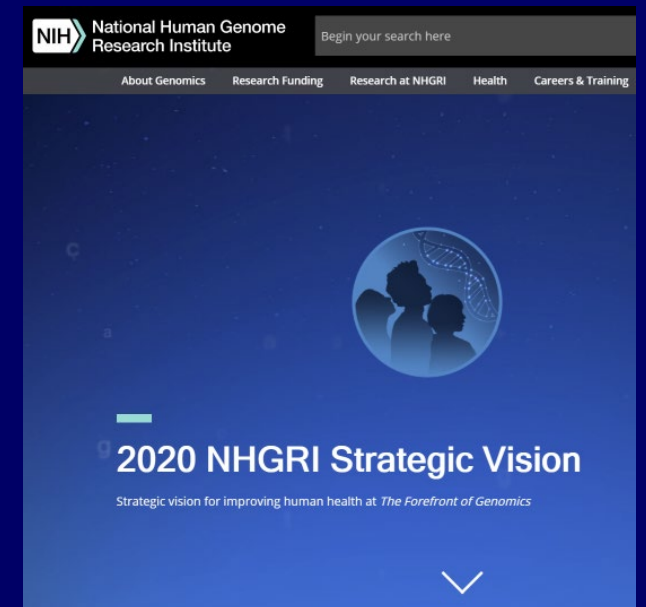 NIH
National Human Genome
Research Institute
Begin your search here
About Genomics Research Funding Research at NHGRI Health Careers & Training
c
a
g
2020 NHGRI Strategic Vision
Strategic vision for improving human health at The Forefront of Genomics